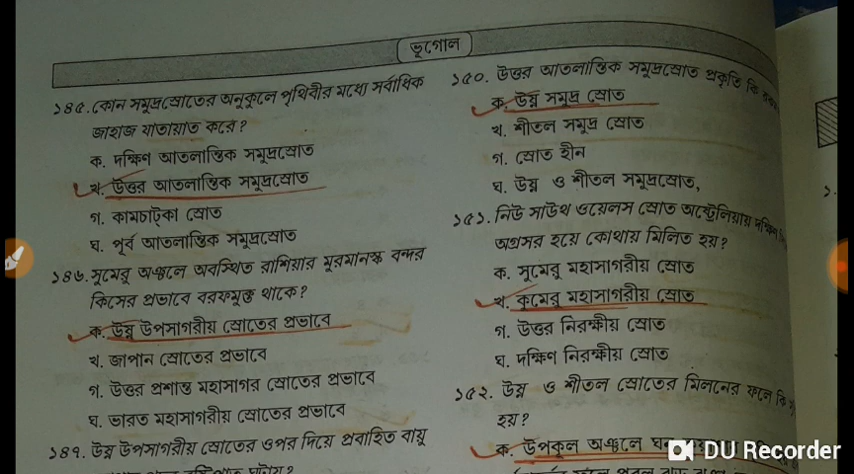 ভূগোল
১৪৫. কোন সমুদ্রস্রোতের অনুকূলে পৃথিবীর মধ্যে সর্বাধিক
জাহাজ যাতায়াত করে?
ক. দক্ষিণ আতলান্তিক সমুদ্রস্রোত
খ. উত্তর আতলান্তিক সমুদ্রস্রোত
গ. কামচাট্কা স্রোত
ঘ. পূর্ব আতলান্তিক সমুদ্রস্রোত
১৪৬. সুমেরু অঞ্চলে অবস্থিত রাশিয়ার মুরমানস্ক বন্দর
কিসের প্রভাবে বরফমুক্ত থাকে?
ক. উষ্ণ উপসাগরীয় স্রোতের প্রভাবে
খ. জাপান স্রোতের প্রভাবে
গ. উত্তর প্রশান্ত মহাসাগর স্রোতের প্রভাবে
ঘ. ভারত মহাসাগরীয় স্রোতের প্রভাবে
১৪৭. উষ্ণ উপসাগরীয় স্রোতের ওপর দিয়ে প্রবাহিত বায়ু
১৫০. উত্তর আতলান্তিক সমুদ্রস্রোত প্রকৃতি কি
ক. উষ্ণ সমুদ্র স্রোত
খ. শীতল সমুদ্র স্রোত
গ. স্রোত হীন
ঘ. উষ্ণ ও শীতল সমুদ্রস্রোত,
১৫১. নিউ সাউথ ওয়েলস স্রোত অস্ট্রেলিয়ায় দক্ষিণ
অগ্রসর হয়ে কোথায় মিলিত হয়?
ক. সুমেরু মহাসাগরীয় স্রোত
খ. কুমেরু মহাসাগরীয় স্রোত
গ. উত্তর নিরক্ষীয় স্রোত
ঘ. দক্ষিণ নিরক্ষীয় স্রোত
১৫২. উষ্ণ ও শীতল স্রোতের মিলনের ফলে কি
হয়?
ক. উপকূল অঞ্চলে ঘন
DU Recorder